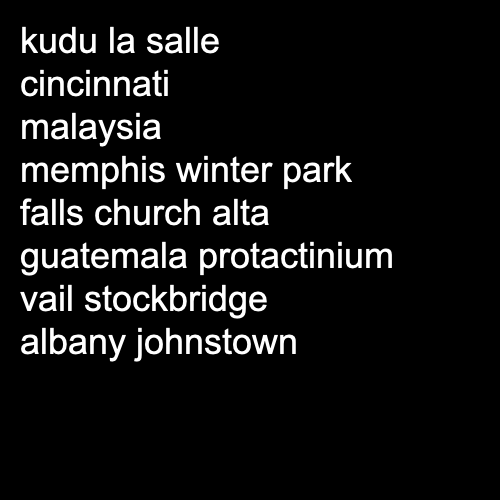 kudu la salle
cincinnati
malaysia
memphis winter park
falls church alta
guatemala protactinium
vail stockbridge
albany johnstown